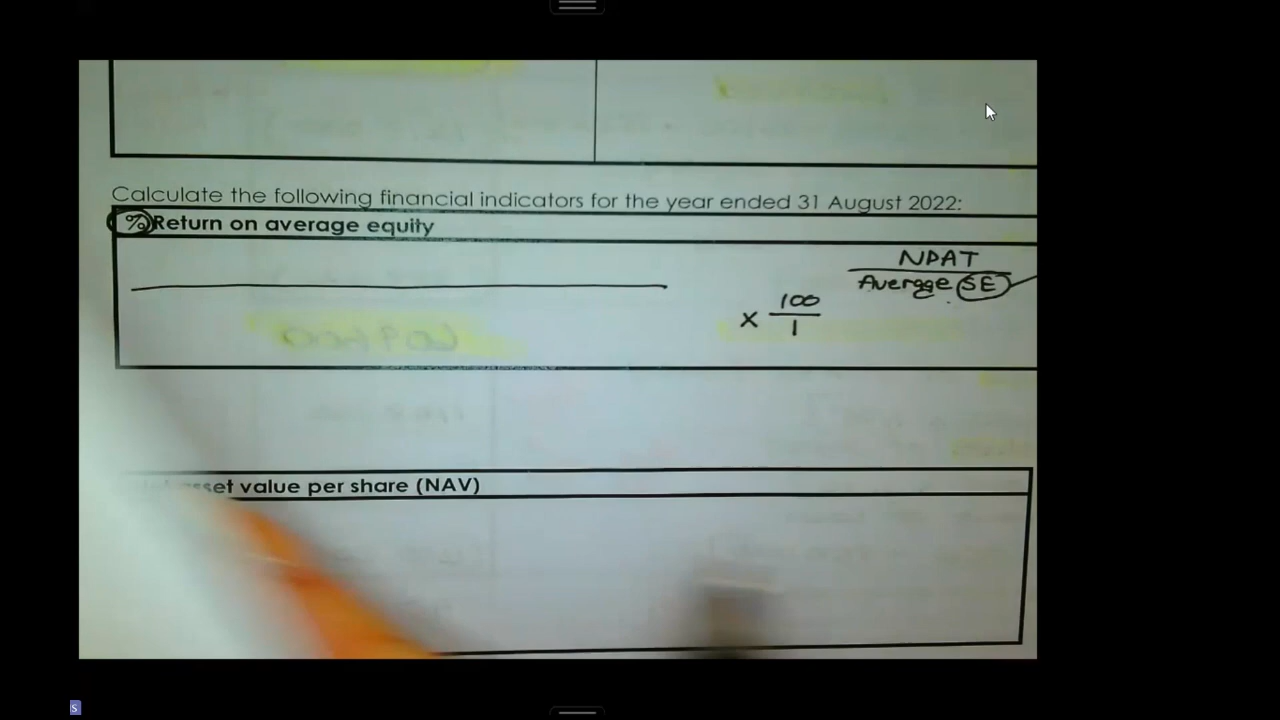 Calculate the following financial indicators for the year ended 31 August 2022:
% Return on average equity
NPAT
Average SE
x 100
1
asset value per share (NAV)
s